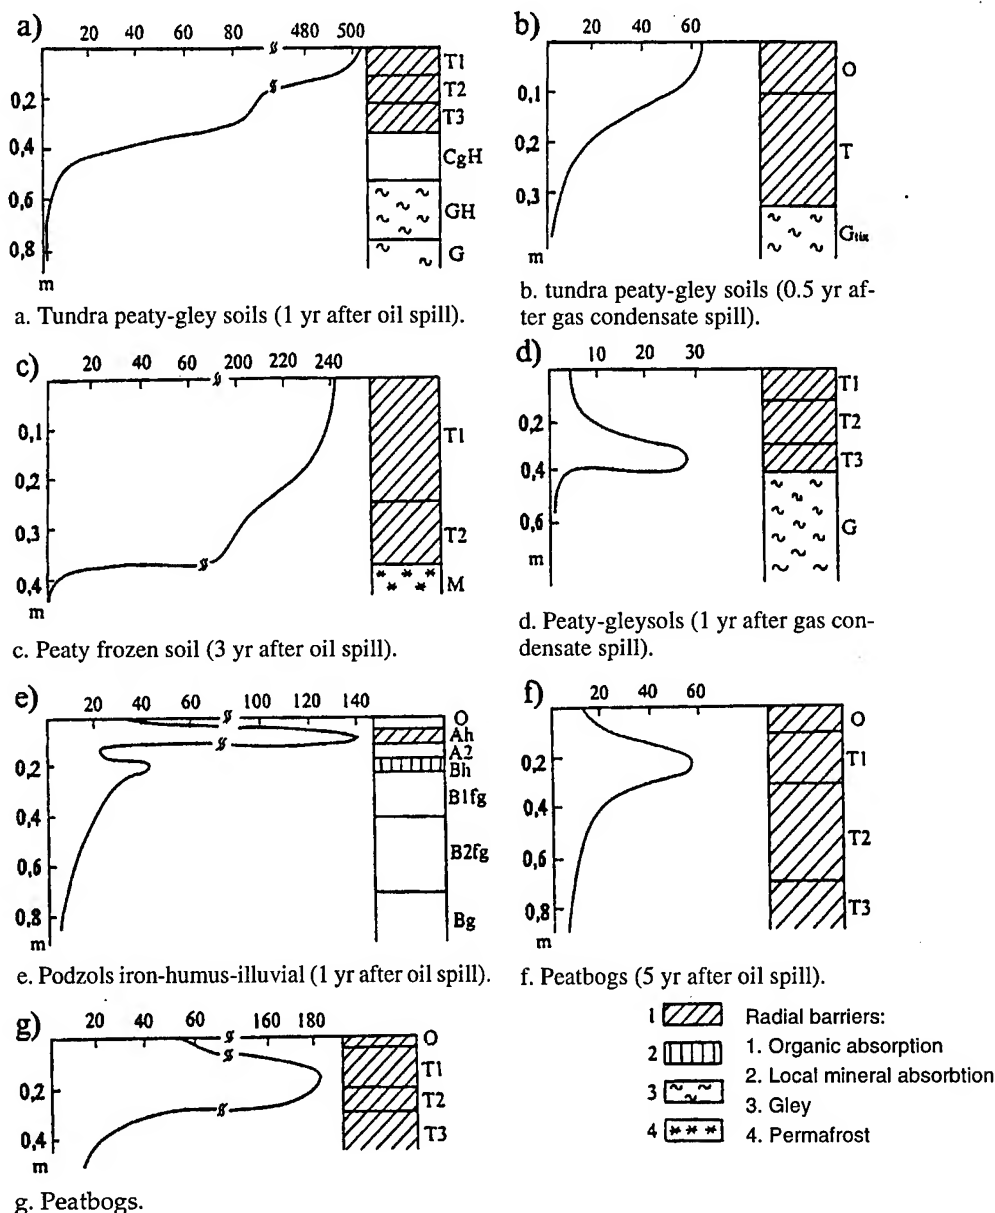 a)
20 40 60 80 480 500
0,2
0,4
0,6
0,8
m
T1
T2
T3
CgH
GH
G
a. Tundra peaty-gley soils (1 yr after oil spill).
b)
20 40 60
0,1
0,2
0,3
m
O
T
Gtix
b. tundra peaty-gley soils (0.5 yr af-
ter gas condensate spill).
c)
20 40 60 200 220 240
0,1
0,2
0,3
0,4
m
T1
T2
M
c. Peaty frozen soil (3 yr after oil spill).
d)
10 20 30
0,2
0,4
0,6
m
T1
T2
T3
G
d. Peaty-gleysols (1 yr after gas con-
densate spill).
e)
20 40 60 100 120 140
0,2
0,4
0,6
0,8
m
O
Ah
A2
Bh
B1fg
B2fg
Bg
e. Podzols iron-humus-illuvial (1 yr after oil spill).
f)
20 40 60
0,2
0,4
0,6
0,8
m
O
T1
T2
T3
f. Peatbogs (5 yr after oil spill).
g)
20 40 60 160 180
0,2
0,4
m
O
T1
T2
T3
g. Peatbogs.
1 Radial barriers:
2 1. Organic absorption
2. Local mineral absorbtion
3 3. Gley
4 4. Permafrost